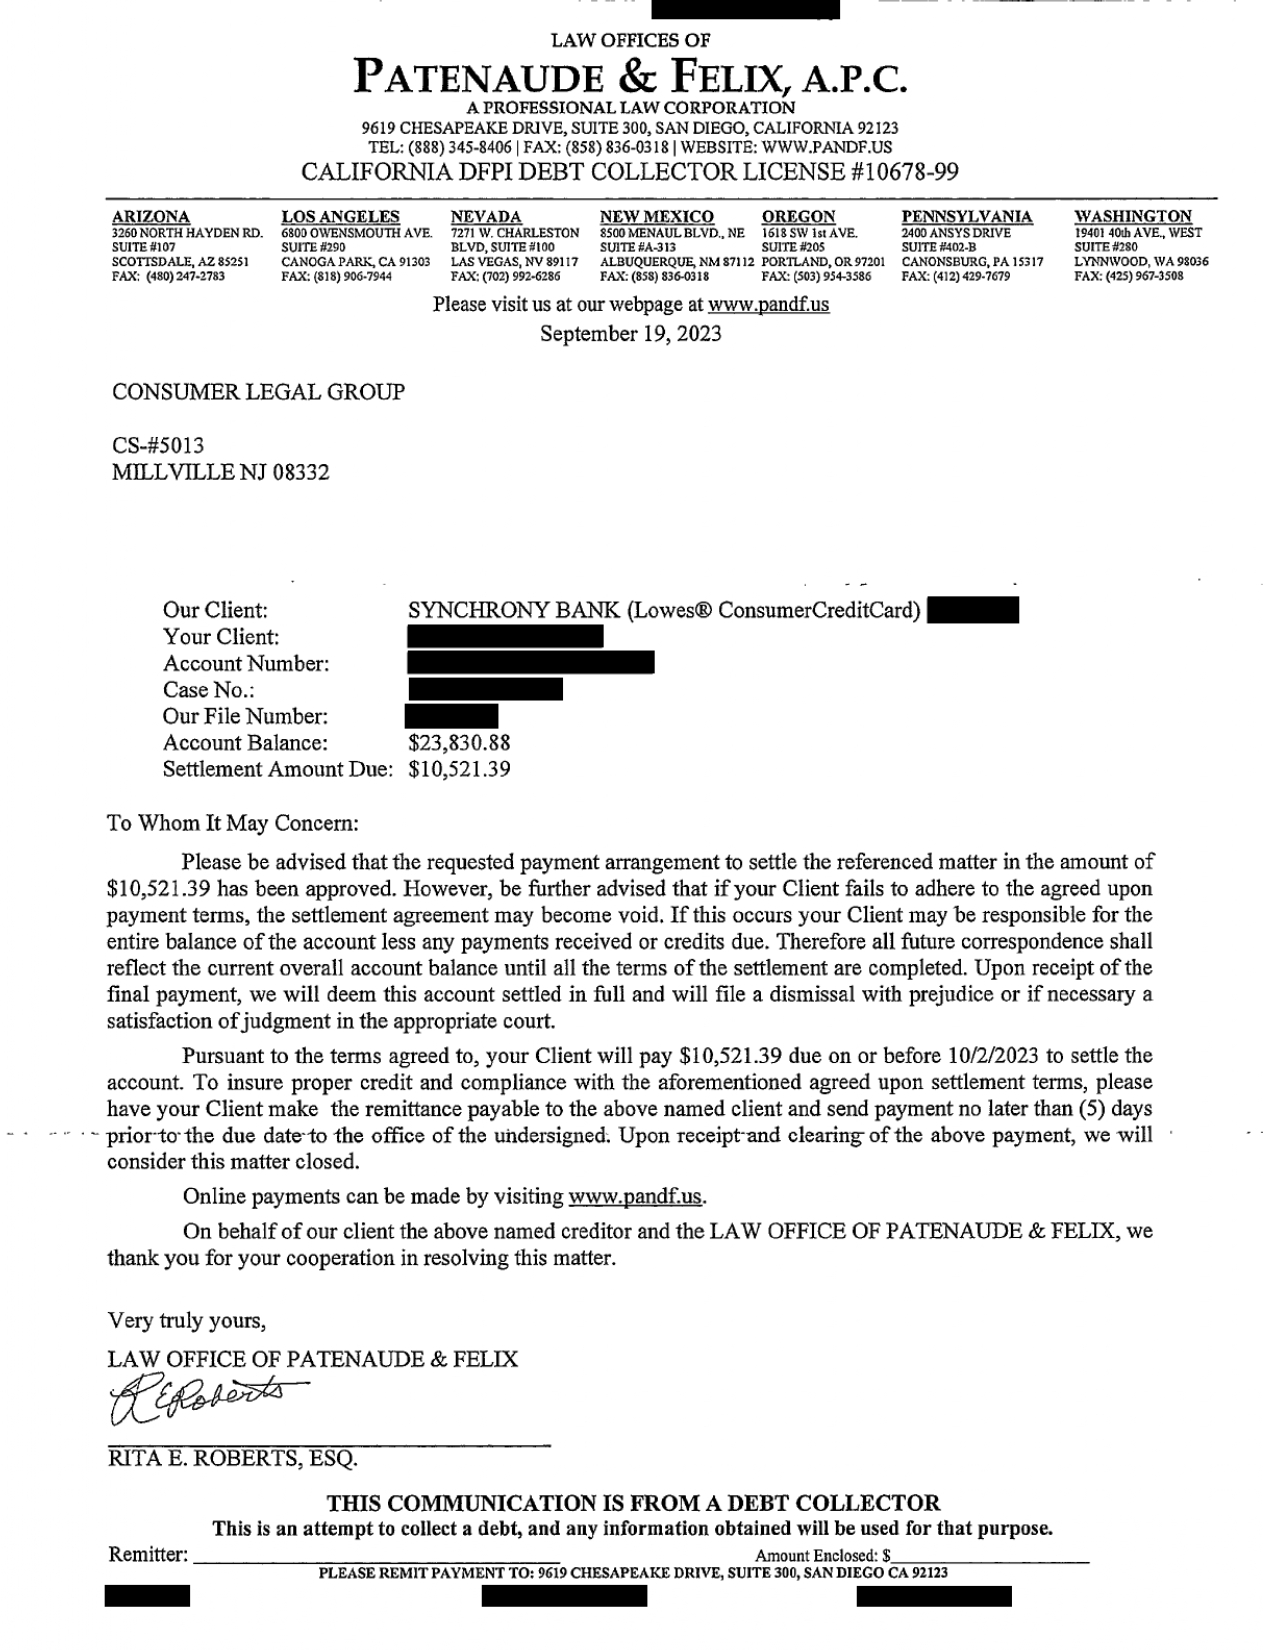 LAW OFFICES OF
PATENAUDE & FELIX, A.P.C.
A PROFESSIONAL LAW CORPORATION
9619 CHESAPEAKE DRIVE, SUITE 300, SAN DIEGO, CALIFORNIA 92123
TEL: (888) 345-8406 | FAX: (858) 836-0318 | WEBSITE: WWW.PANDF.US
CALIFORNIA DFPI DEBT COLLECTOR LICENSE #10678-99
ARIZONA
3260 NORTH HAYDEN RD.
SUITE #107
SCOTTSDALE, AZ 85251
FAX: (480) 247-2783
LOS ANGELES
6800 OWENSMOUTH AVE.
SUITE #290
CANOGA PARK, CA 91303
FAX: (818) 906-7944
NEVADA
7271 W. CHARLESTON
BLVD, SUITE #100
LAS VEGAS, NV 89117
FAX: (702) 992-6286
NEW MEXICO
8500 MENAUL BLVD., NE
SUITE #A-313
ALBUQUERQUE, NM 87112
FAX: (858) 836-0318
OREGON
1618 SW 1st AVE.
SUITE #205
PORTLAND, OR 97201
FAX: (503) 954-3586
PENNSYLVANIA
2400 ANSYS DRIVE
SUITE #402-B
CANONSBURG, PA 15317
FAX: (412) 429-7679
WASHINGTON
19401 40th AVE., WEST
SUITE #280
LYNNWOOD, WA 98036
FAX: (425) 967-3508
Please visit us at our webpage at www.pandf.us
September 19, 2023
CONSUMER LEGAL GROUP
CS-#5013
MILLVILLE NJ 08332
Our Client: SYNCHRONY BANK (Lowes® ConsumerCreditCard)
Your Client:
Account Number:
Case No.:
Our File Number:
Account Balance: $23,830.88
Settlement Amount Due: $10,521.39
To Whom It May Concern:
Please be advised that the requested payment arrangement to settle the referenced matter in the amount of
$10,521.39 has been approved. However, be further advised that if your Client fails to adhere to the agreed upon
payment terms, the settlement agreement may become void. If this occurs your Client may be responsible for the
entire balance of the account less any payments received or credits due. Therefore all future correspondence shall
reflect the current overall account balance until all the terms of the settlement are completed. Upon receipt of the
final payment, we will deem this account settled in full and will file a dismissal with prejudice or if necessary a
satisfaction of judgment in the appropriate court.
Pursuant to the terms agreed to, your Client will pay $10,521.39 due on or before 10/2/2023 to settle the
account. To insure proper credit and compliance with the aforementioned agreed upon settlement terms, please
have your Client make the remittance payable to the above named client and send payment no later than (5) days
prior to the due date to the office of the undersigned. Upon receipt and clearing of the above payment, we will
consider this matter closed.
Online payments can be made by visiting www.pandf.us.
On behalf of our client the above named creditor and the LAW OFFICE OF PATENAUDE & FELIX, we
thank you for your cooperation in resolving this matter.
Very truly yours,
LAW OFFICE OF PATENAUDE & FELIX
R E Roberts
RITA E. ROBERTS, ESQ.
THIS COMMUNICATION IS FROM A DEBT COLLECTOR
This is an attempt to collect a debt, and any information obtained will be used for that purpose.
Remitter: Amount Enclosed: $
PLEASE REMIT PAYMENT TO: 9619 CHESAPEAKE DRIVE, SUITE 300, SAN DIEGO CA 92123